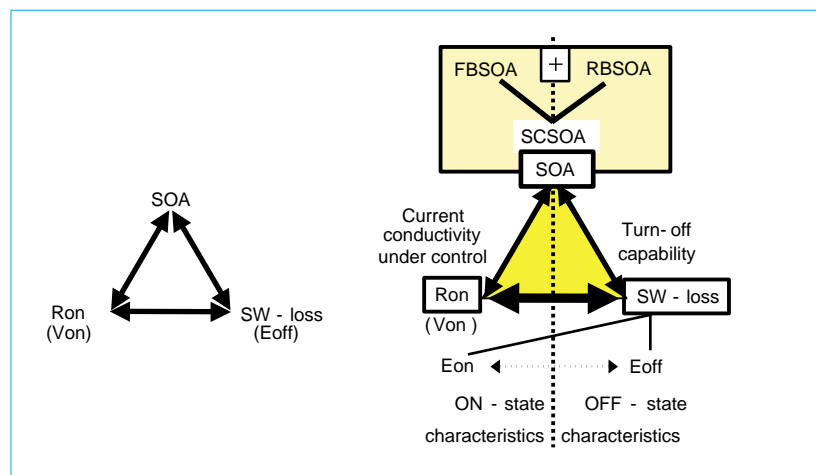 SOA
Ron
(Von)
SW - loss
(Eoff)
+
FBSOA
RBSOA
SCSOA
SOA
Current
conductivity
under control
Turn- off
capability
Ron
(Von )
SW - loss
Eon
Eoff
ON - state
OFF - state
characteristics
characteristics